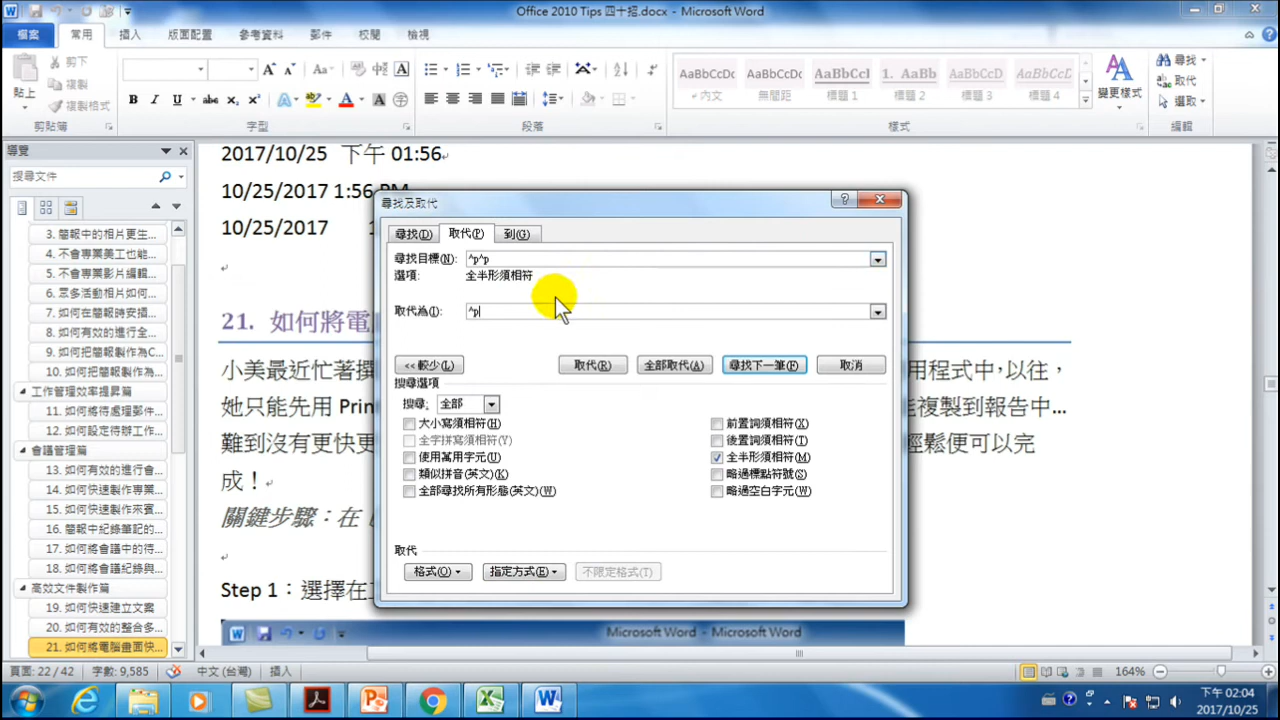 Office 2010 Tips 四十招.docx - Microsoft Word
檔案 常用 插入 版面配置 參考資料 郵件 校閱 檢視
剪下 尋找
複製 取代
貼上 複製格式 變更樣式 選取
AaBbCcDc AaBbCcDc AaBbCcI 1. AaBb AaBbCcD AaBbCcD
內文 無間距 標題 1 標題 2 標題 3 標題 4
剪貼簿 字型 段落 樣式 編輯
導覽
搜尋文件
3. 簡報中的相片更生...
4. 不會專業美工也能...
5. 不會專業影片編輯...
6. 眾多活動相片如何...
7. 如何在簡報時安插...
8. 如何有效的進行全...
9. 如何把簡報製作為C...
10. 如何把簡報製作為...
工作管理效率提昇篇
11. 如何將待處理郵件...
12. 如何設定待辦工作...
會議管理篇
13. 如何有效的進行會...
14. 如何快速製作專業...
15. 如何快速製作來賓...
16. 簡報中紀錄筆記的...
17. 如何將會議中的待...
18. 如何將會議紀錄與...
高效文件製作篇
19. 如何快速建立文案
20. 如何有效的整合多...
21. 如何將電腦畫面快...
2017/10/25 下午 01:56
10/25/2017 1:56 PM
10/25/2017 1
21. 如何將電
小美最近忙著撰
用程式中，以往，
她只能先用 Prin
能複製到報告中...
難到沒有更快更
輕鬆便可以完
成！
關鍵步驟：在
Step 1：選擇在
Microsoft Word - Microsoft Word
尋找及取代
尋找(D) 取代(P) 到(G)
尋找目標(N): ^p^p
選項: 全半形須相符
取代為(I): ^p
<< 較少(L) 取代(R) 全部取代(A) 尋找下一筆(F) 取消
搜尋選項
搜尋; 全部
大小寫須相符(H) 前置詞須相符(X)
全字拼寫須相符(Y) 後置詞須相符(T)
使用萬用字元(U) 全半形須相符(M)
類似拼音(英文)(K) 略過標點符號(S)
全部尋找所有形態(英文)(W) 略過空白字元(W)
取代
格式(O) 指定方式(E) 不限定格式(T)
頁面: 22 / 42 字數: 9,585 中文 (台灣) 插入 164%
下午 02:04
2017/10/25